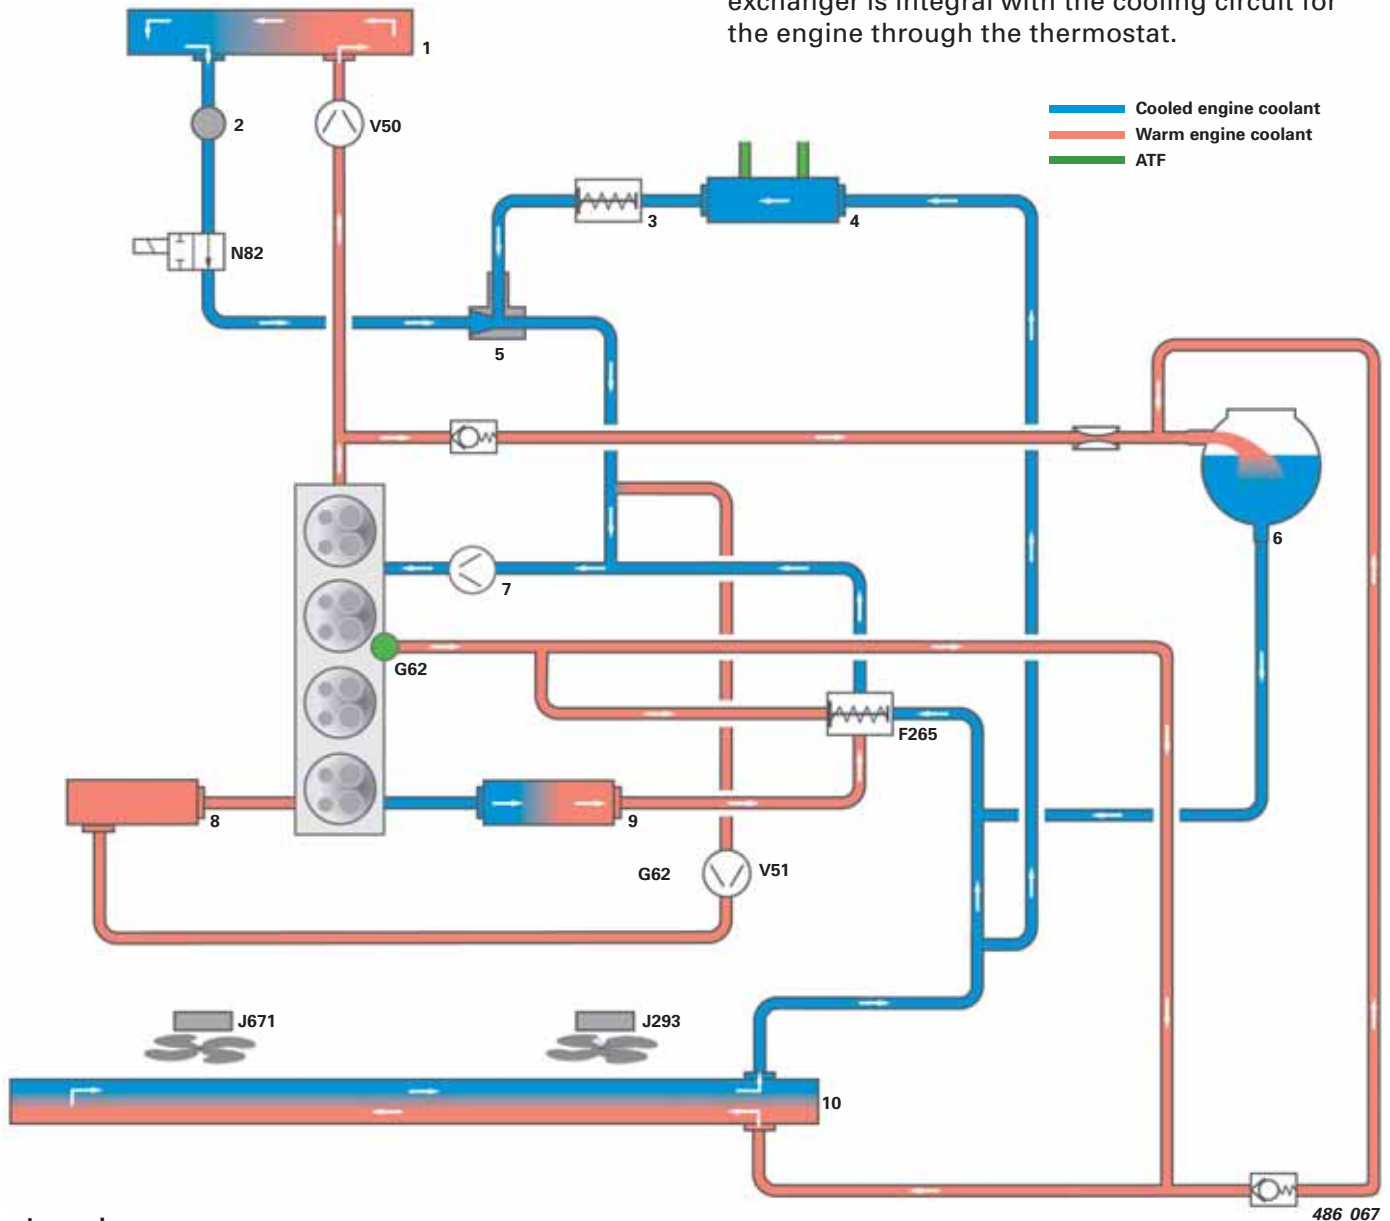 exchanger is integral with the cooling circuit for
the engine through the thermostat.
1
Cooled engine coolant
Warm engine coolant
ATF
2
V50
3
4
N82
5
6
7
G62
F265
8
9
G62
V51
J671
J293
10
486_067